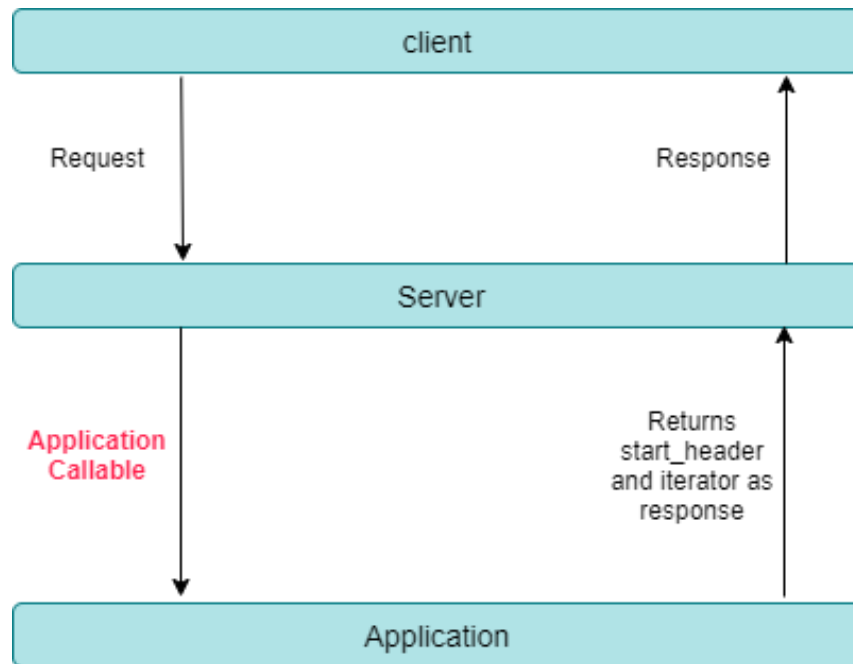 client
Request
Response
Server
Application
Callable
Returns
start_header
and iterator as
response
Application